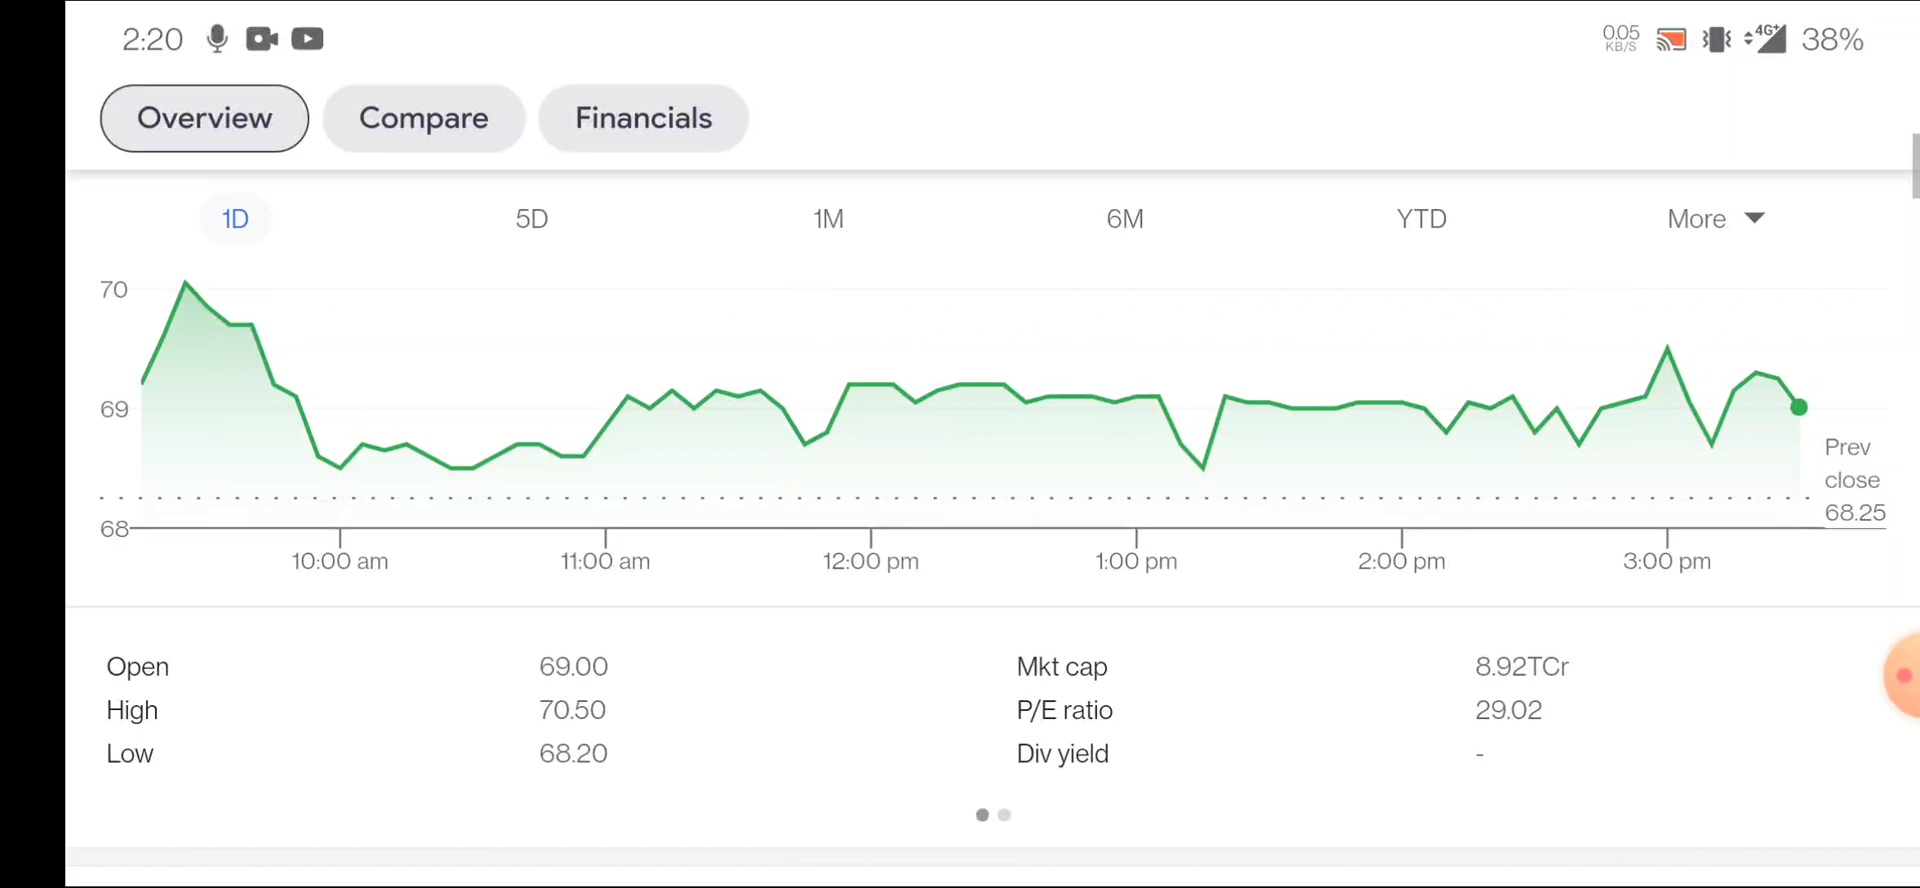 2:20
0.05
KB/S
4G+
38%
Overview Compare Financials
1D 5D 1M 6M YTD More
70
69
68
Prev
close
68.25
10:00 am 11:00 am 12:00 pm 1:00 pm 2:00 pm 3:00 pm
Open 69.00 Mkt cap 8.92TCr
High 70.50 P/E ratio 29.02
Low 68.20 Div yield -